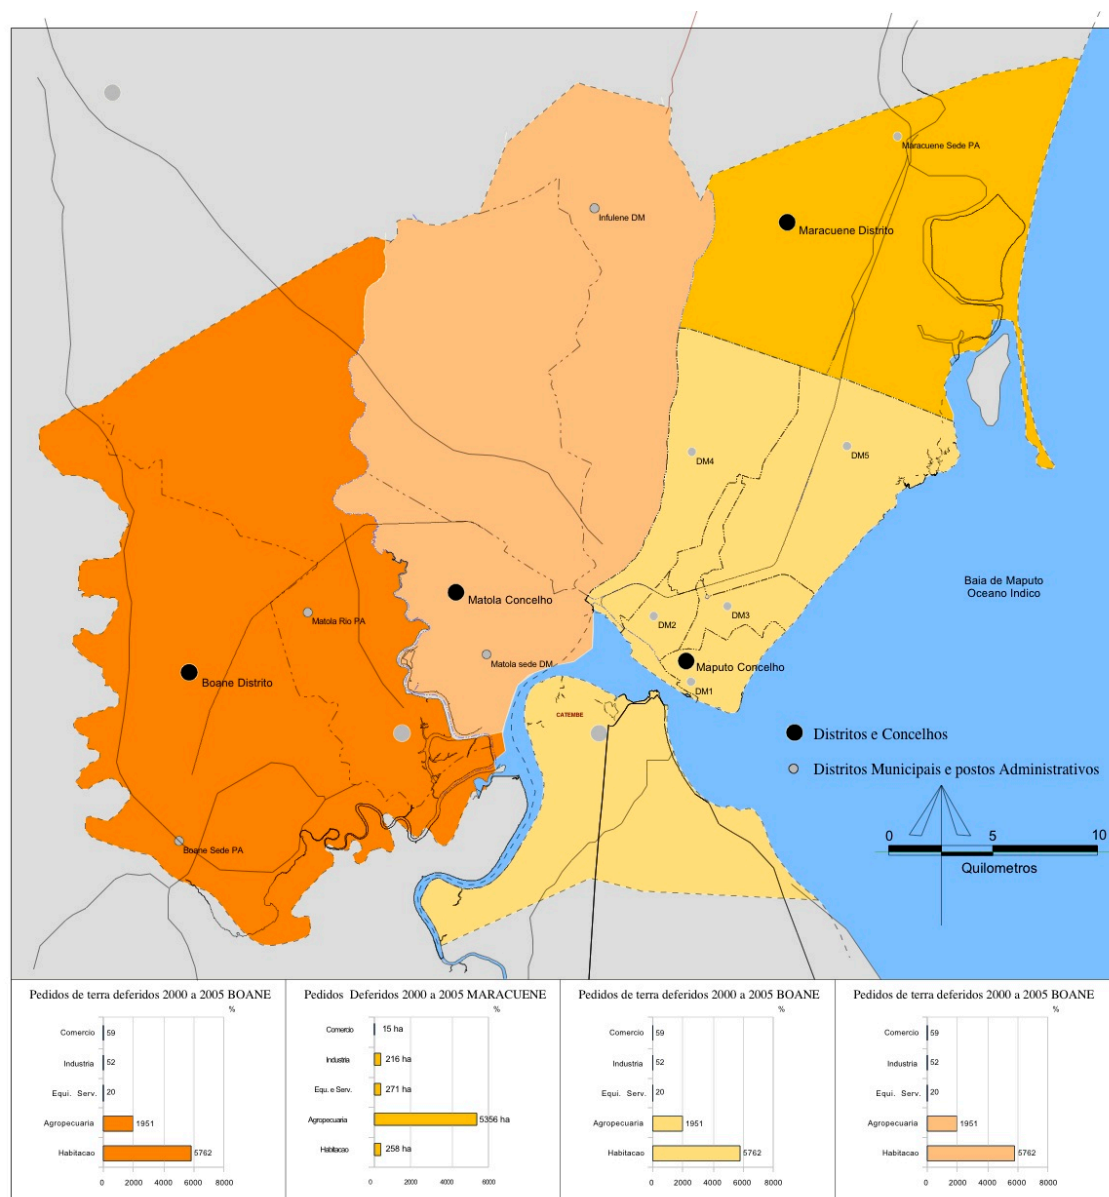 Maracuene Sede PA
Infulene DM
Maracuene Distrito
DM4
DM5
Baia de Maputo
Oceano Indico
Matola Concelho
Matola Rio PA
DM2
DM3
Matola sede DM
Maputo Concelho
Boane Distrito
DM1
CATEMBE
Distritos e Concelhos
Distritos Municipais e postos Administrativos
0 5 10
Quilometros
Boane Sede PA
Pedidos de terra deferidos 2000 a 2005 BOANE
%
Comercio 59
Industria 52
Equi. Serv. 20
Agropecuaria 1951
Habitacao 5762
0 2000 4000 6000 8000
Pedidos Deferidos 2000 a 2005 MARACUENE
%
Comercio 15 ha
Industria 216 ha
Equ. e Serv. 271 ha
Agropecuaria 5356 ha
Habitacao 258 ha
0 2000 4000 6000
Pedidos de terra deferidos 2000 a 2005 BOANE
%
Comercio 59
Industria 52
Equi. Serv. 20
Agropecuaria 1951
Habitacao 5762
0 2000 4000 6000 8000
Pedidos de terra deferidos 2000 a 2005 BOANE
%
Comercio 59
Industria 52
Equi. Serv. 20
Agropecuaria 1951
Habitacao 5762
0 2000 4000 6000 8000